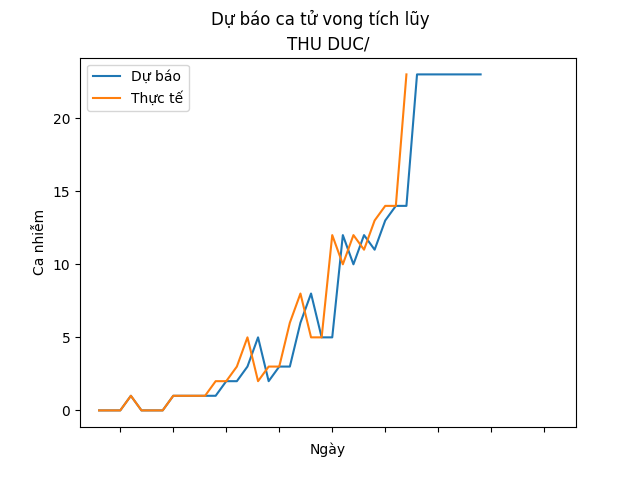 Dự báo ca tử vong tích lũy
THU DUC/
Dự báo
Thực tế
20
15
10
5
0
Ca nhiễm
Ngày